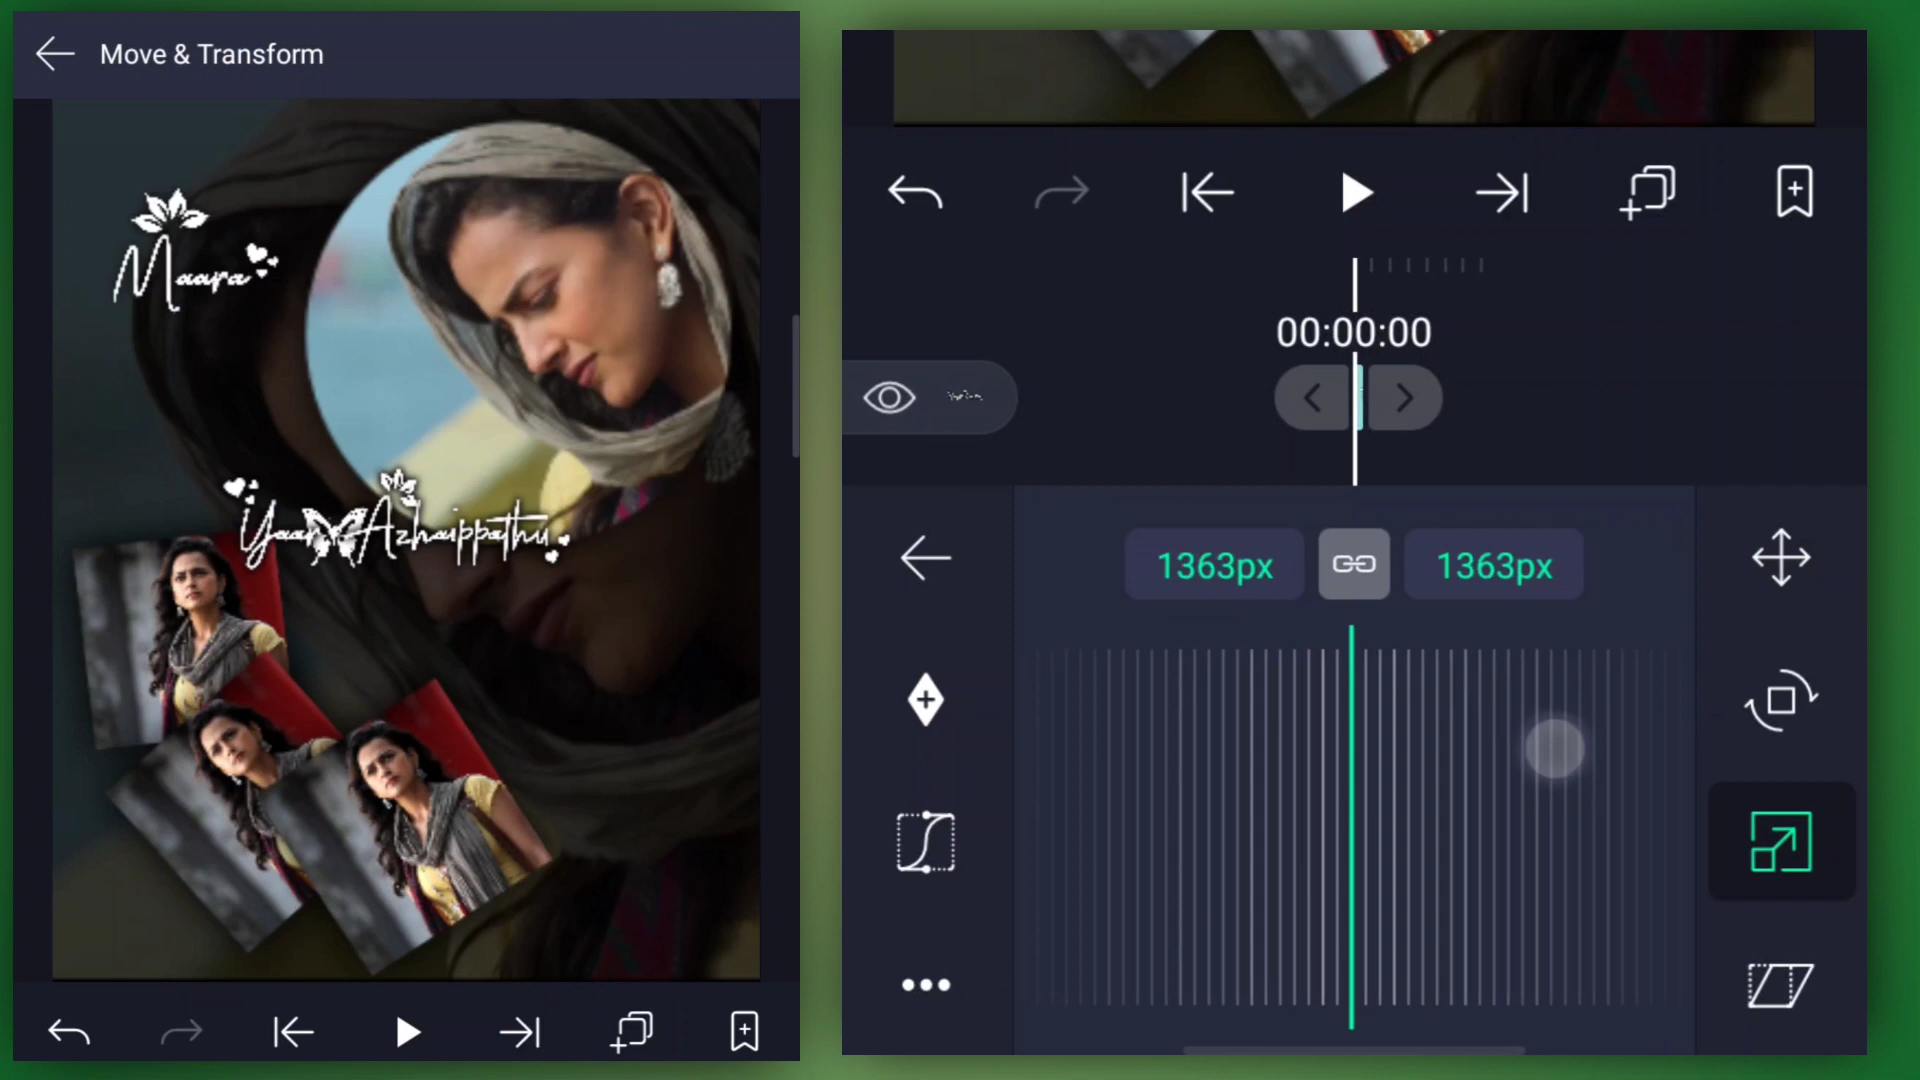 Move & Transform
Maara
Yaar Azhaippathu
00:00:00
1363px
1363px